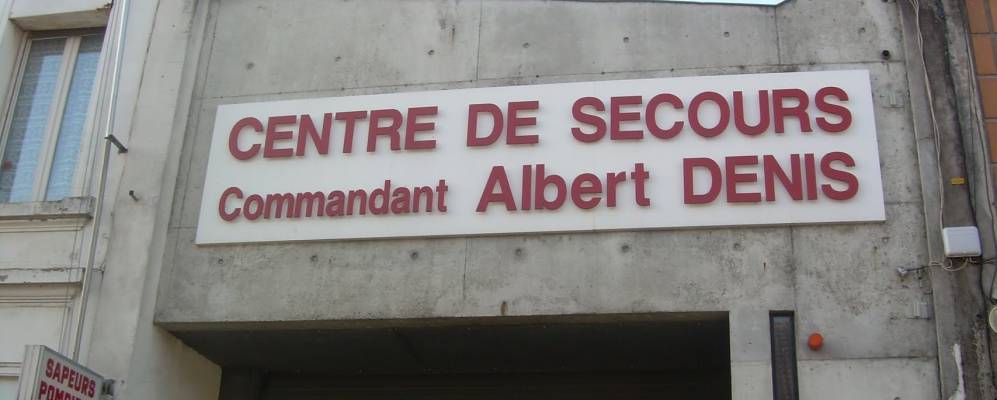 CENTRE DE SECOURS
Commandant Albert DENIS
SAPEURS